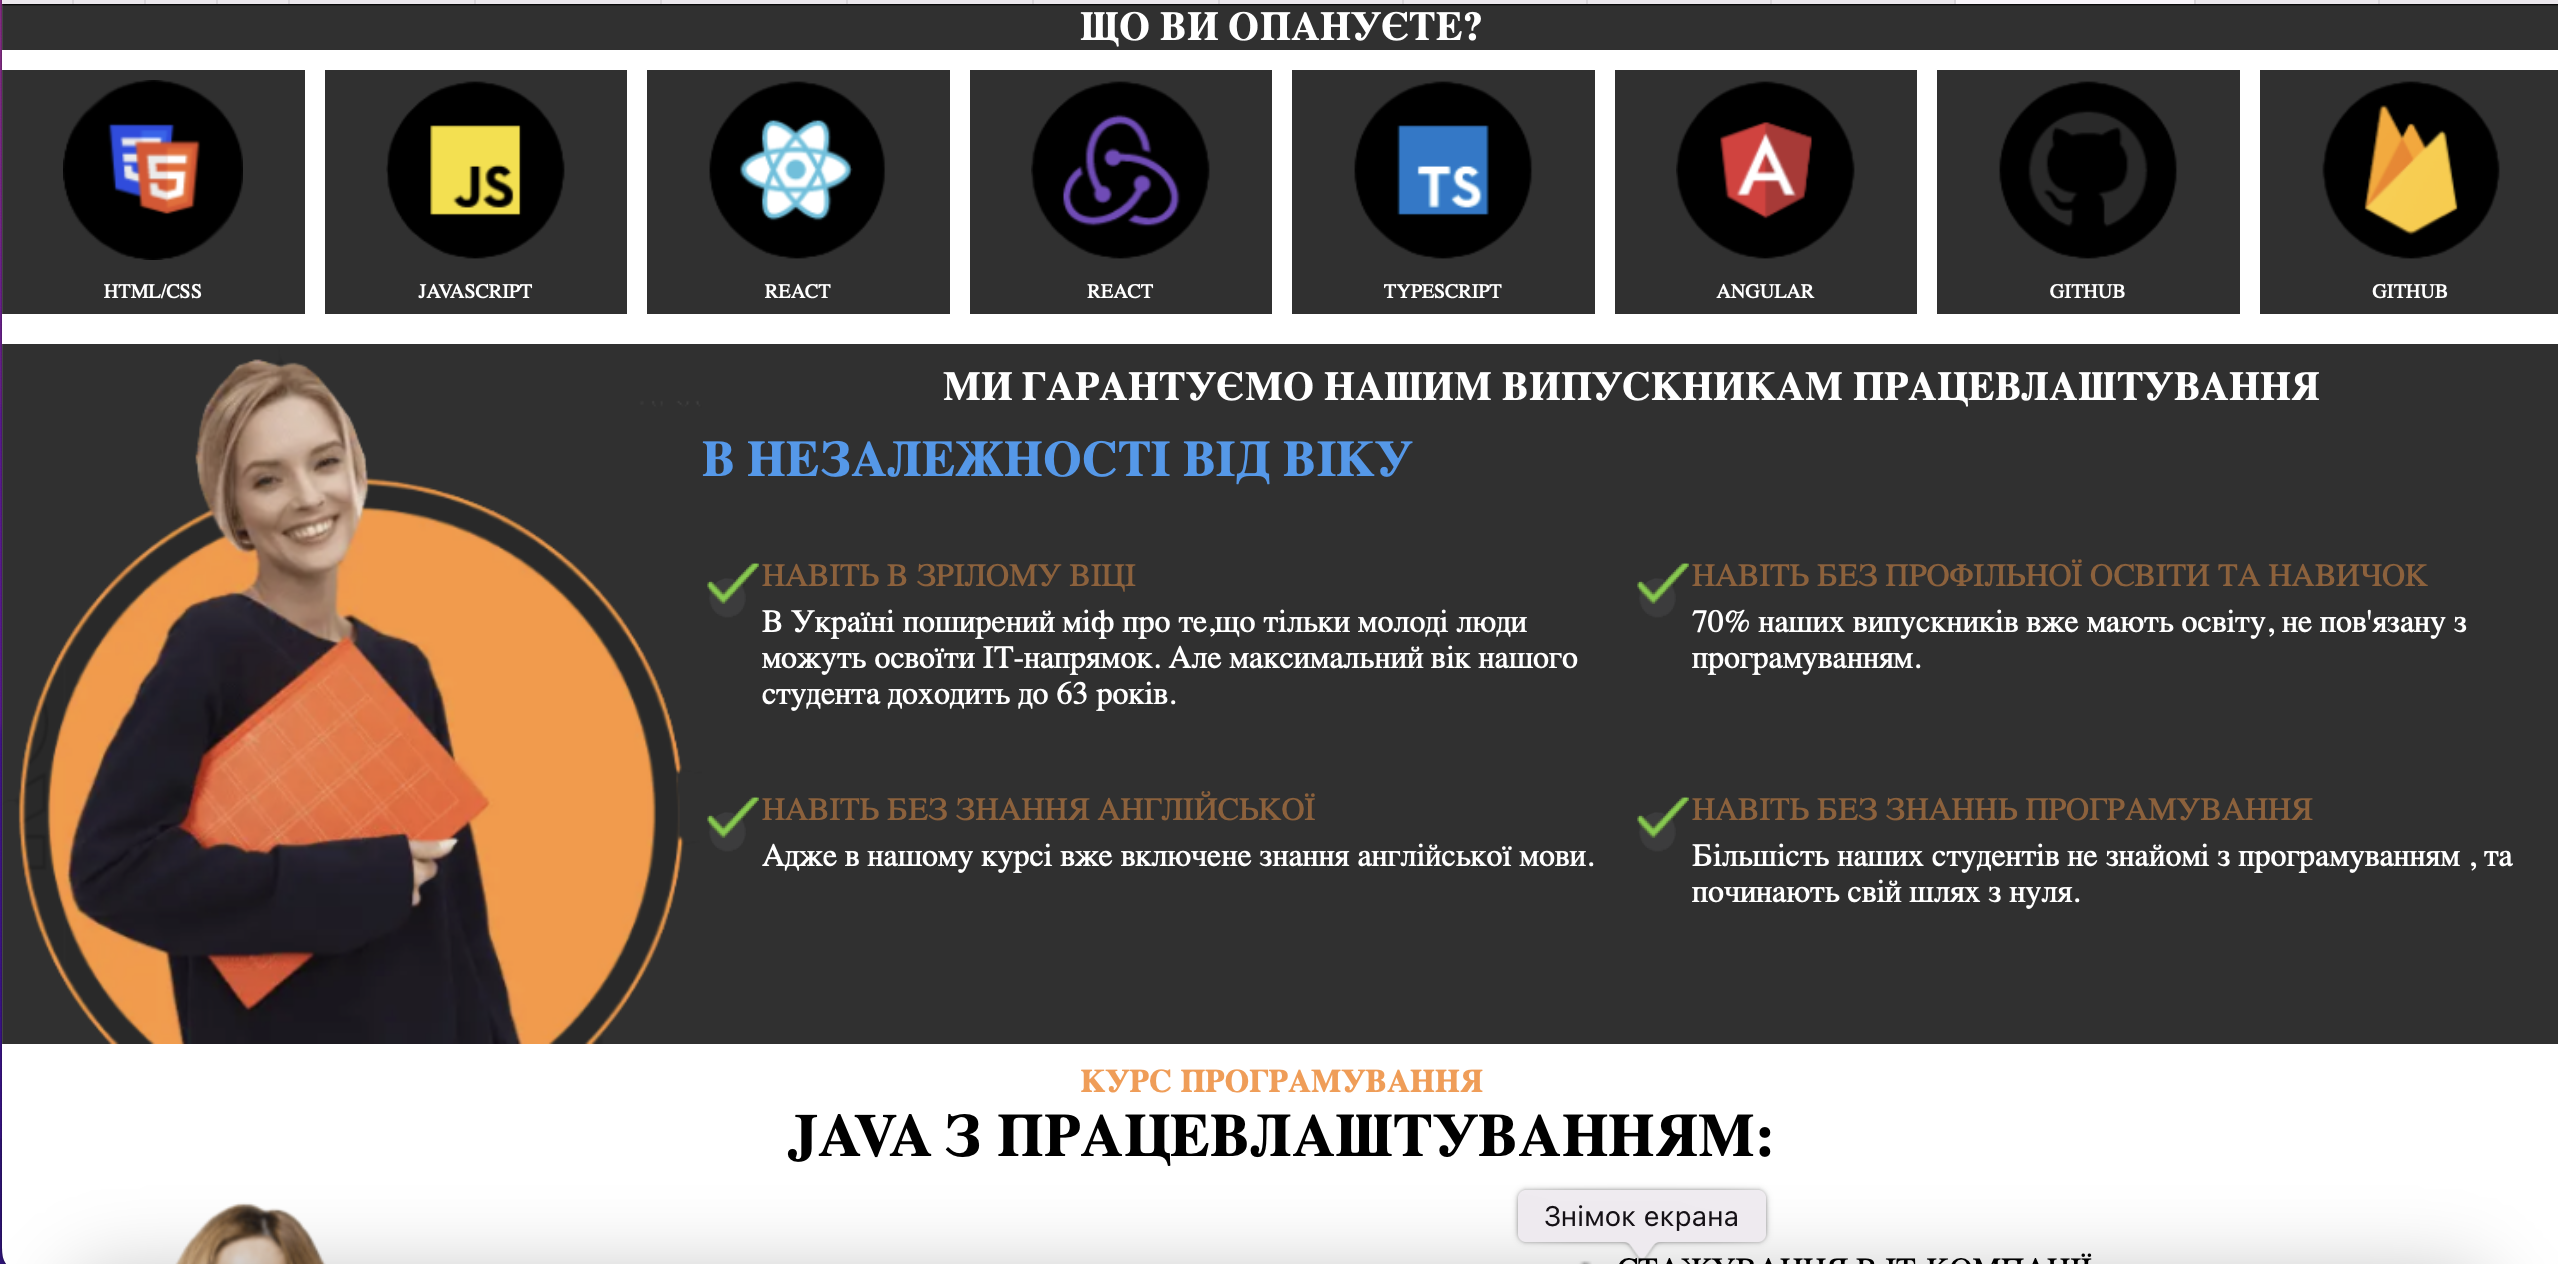 ЩО ВИ ОПАНУЄТЕ?
JS
TS
A
5
HTML/CSS
JAVASCRIPT
REACT
REACT
TYPESCRIPT
ANGULAR
GITHUB
GITHUB
МИ ГАРАНТУЄМО НАШИМ ВИПУСКНИКАМ ПРАЦЕВЛАШТУВАННЯ
В НЕЗАЛЕЖНОСТІ ВІД ВІКУ
НАВІТЬ В ЗРІЛОМУ ВІЦІ
В Україні поширений міф про те,що тільки молоді люди
можуть освоїти ІТ-напрямок. Але максимальний вік нашого
студента доходить до 63 років.
НАВІТЬ БЕЗ ПРОФІЛЬНОЇ ОСВІТИ ТА НАВИЧОК
70% наших випускників вже мають освіту, не пов'язану з
програмуванням.
НАВІТЬ БЕЗ ЗНАННЯ АНГЛІЙСЬКОЇ
Адже в нашому курсі вже включене знання англійської мови.
НАВІТЬ БЕЗ ЗНАННЬ ПРОГРАМУВАННЯ
Більшість наших студентів не знайомі з програмуванням , та
починають свій шлях з нуля.
КУРС ПРОГРАМУВАННЯ
JAVA З ПРАЦЕВЛАШТУВАННЯМ:
Знімок екрана
СТАЖУВАННЯ В ІТ-КОМПАНІЇ